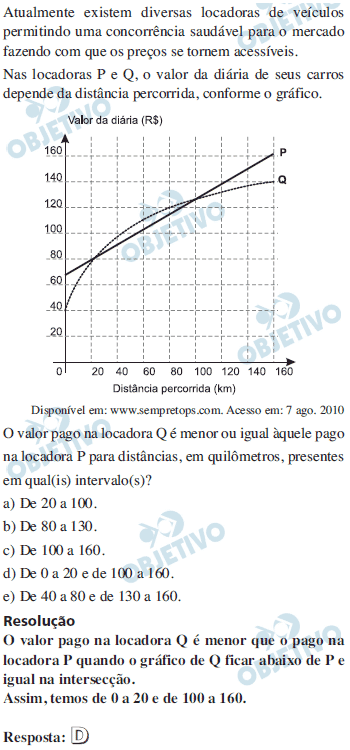 Atualmente existem diversas locadoras de veículos
permitindo uma concorrência saudável para o mercado
fazendo com que os preços se tornem acessíveis.
Nas locadoras P e Q, o valor da diária de seus carros
depende da distância percorrida, conforme o gráfico.
Valor da diária (R$)
160
P
140
Q
120
100
80
60
40
20
0 20 40 60 80 100 120 140 160
Distância percorrida (km)
Disponível em: www.sempretops.com. Acesso em: 7 ago. 2010
O valor pago na locadora Q é menor ou igual àquele pago
na locadora P para distâncias, em quilômetros, presentes
em qual(is) intervalo(s)?
a) De 20 a 100.
b) De 80 a 130.
c) De 100 a 160.
d) De 0 a 20 e de 100 a 160.
e) De 40 a 80 e de 130 a 160.
Resolução
O valor pago na locadora Q é menor que o pago na
locadora P quando o gráfico de Q ficar abaixo de P e
igual na intersecção.
Assim, temos de 0 a 20 e de 100 a 160.
Resposta: D
OBJETIVO
OBJETIVO
OBJETIVO
OBJETIVO
OBJETIVO
OBJETIVO
OBJETIVO